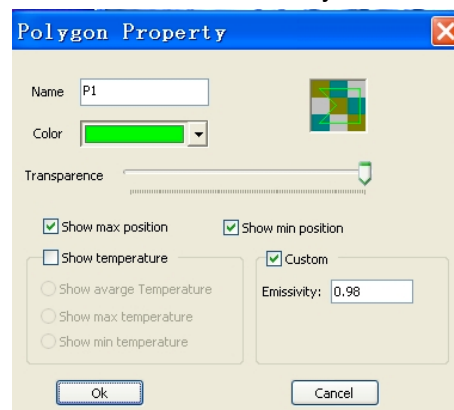 Polygon Property
Name P1
Color
Transparence
Show max position Show min position
Show temperature Custom
Show avarge Temperature Emissivity: 0.98
Show max temperature
Show min temperature
Ok Cancel